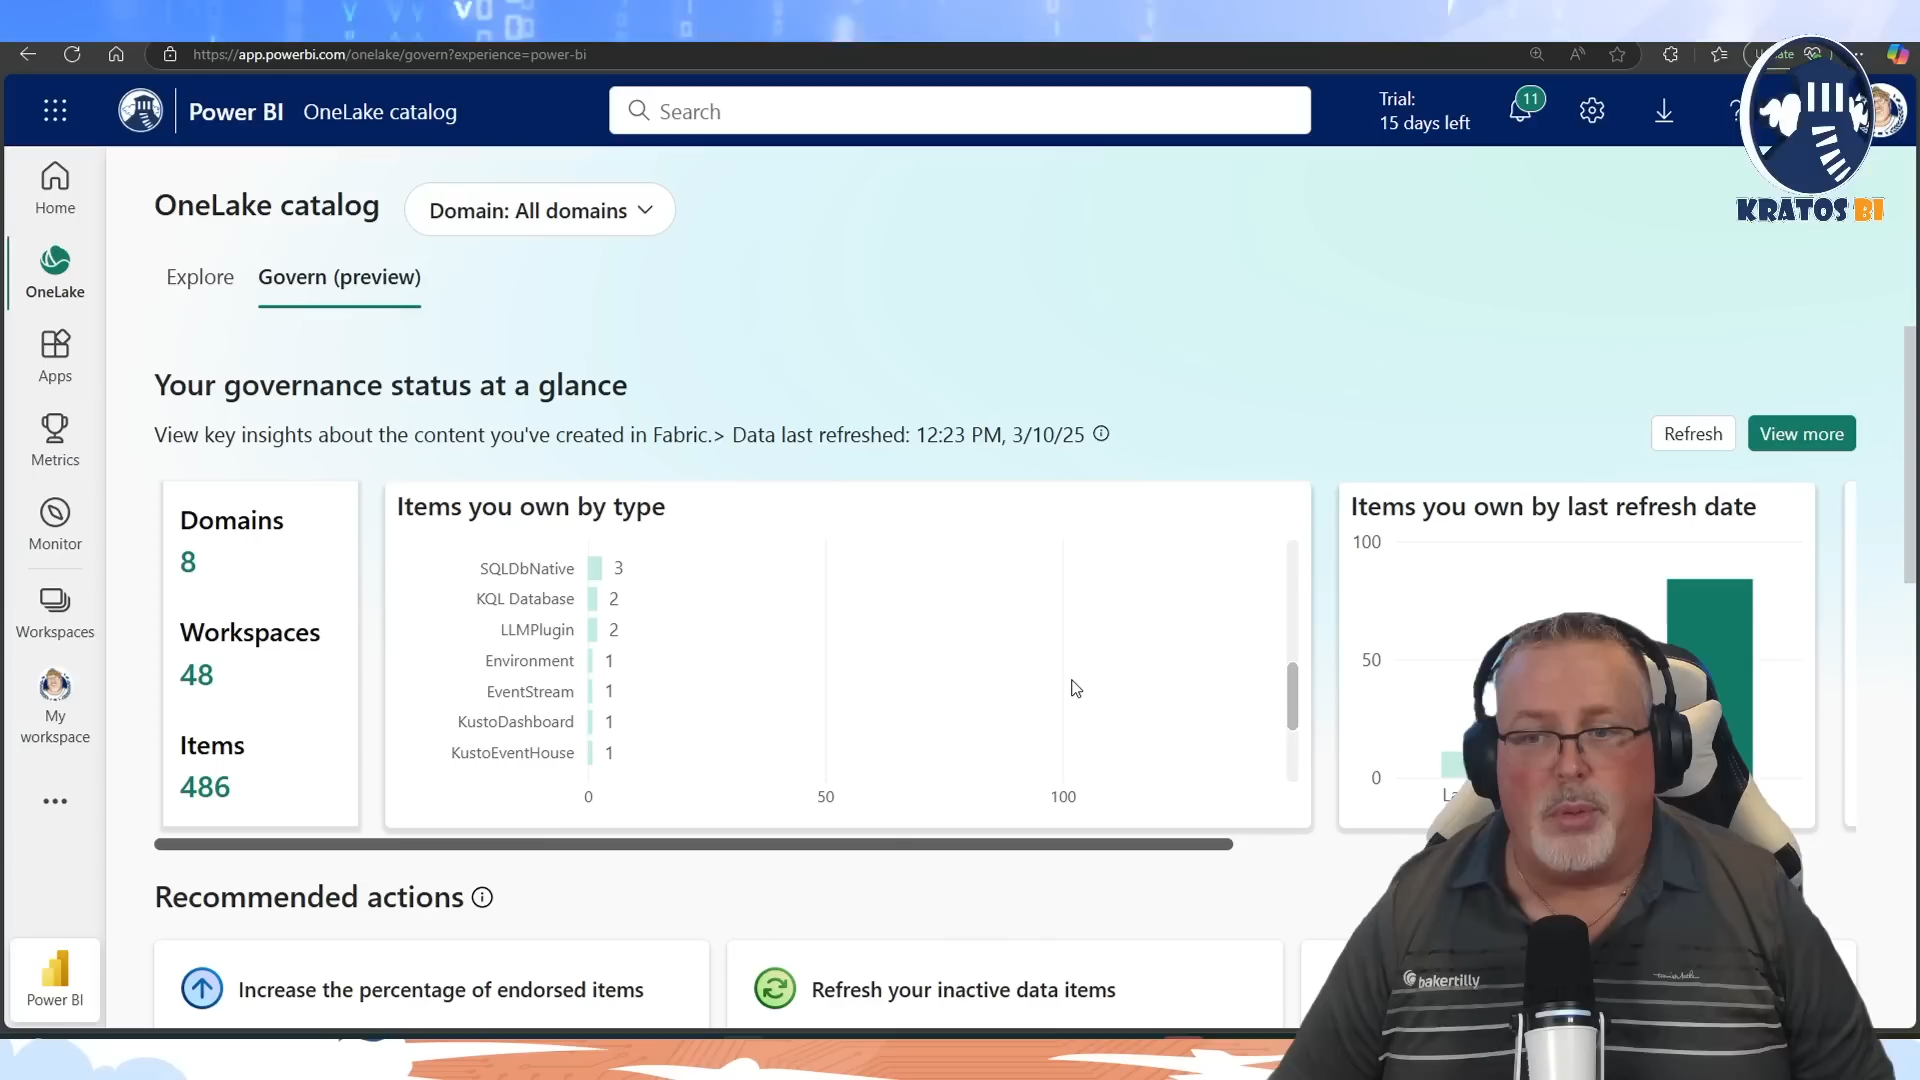 https://app.powerbi.com/onelake/govern?experience=power-bi
Power BI
OneLake catalog
Search
Trial:
15 days left
11
KRATOS BI
Home
OneLake
Apps
Metrics
Monitor
Workspaces
My
workspace
Power BI
OneLake catalog
Domain: All domains
Explore
Govern (preview)
Your governance status at a glance
View key insights about the content you've created in Fabric.> Data last refreshed: 12:23 PM, 3/10/25
Refresh
View more
Domains
8
Workspaces
48
Items
486
Items you own by type
SQLDbNative 3
KQL Database 2
LLMPlugin 2
Environment 1
EventStream 1
KustoDashboard 1
KustoEventHouse 1
0 50 100
Items you own by last refresh date
100
50
0
Recommended actions
Increase the percentage of endorsed items
Refresh your inactive data items
bakertilly